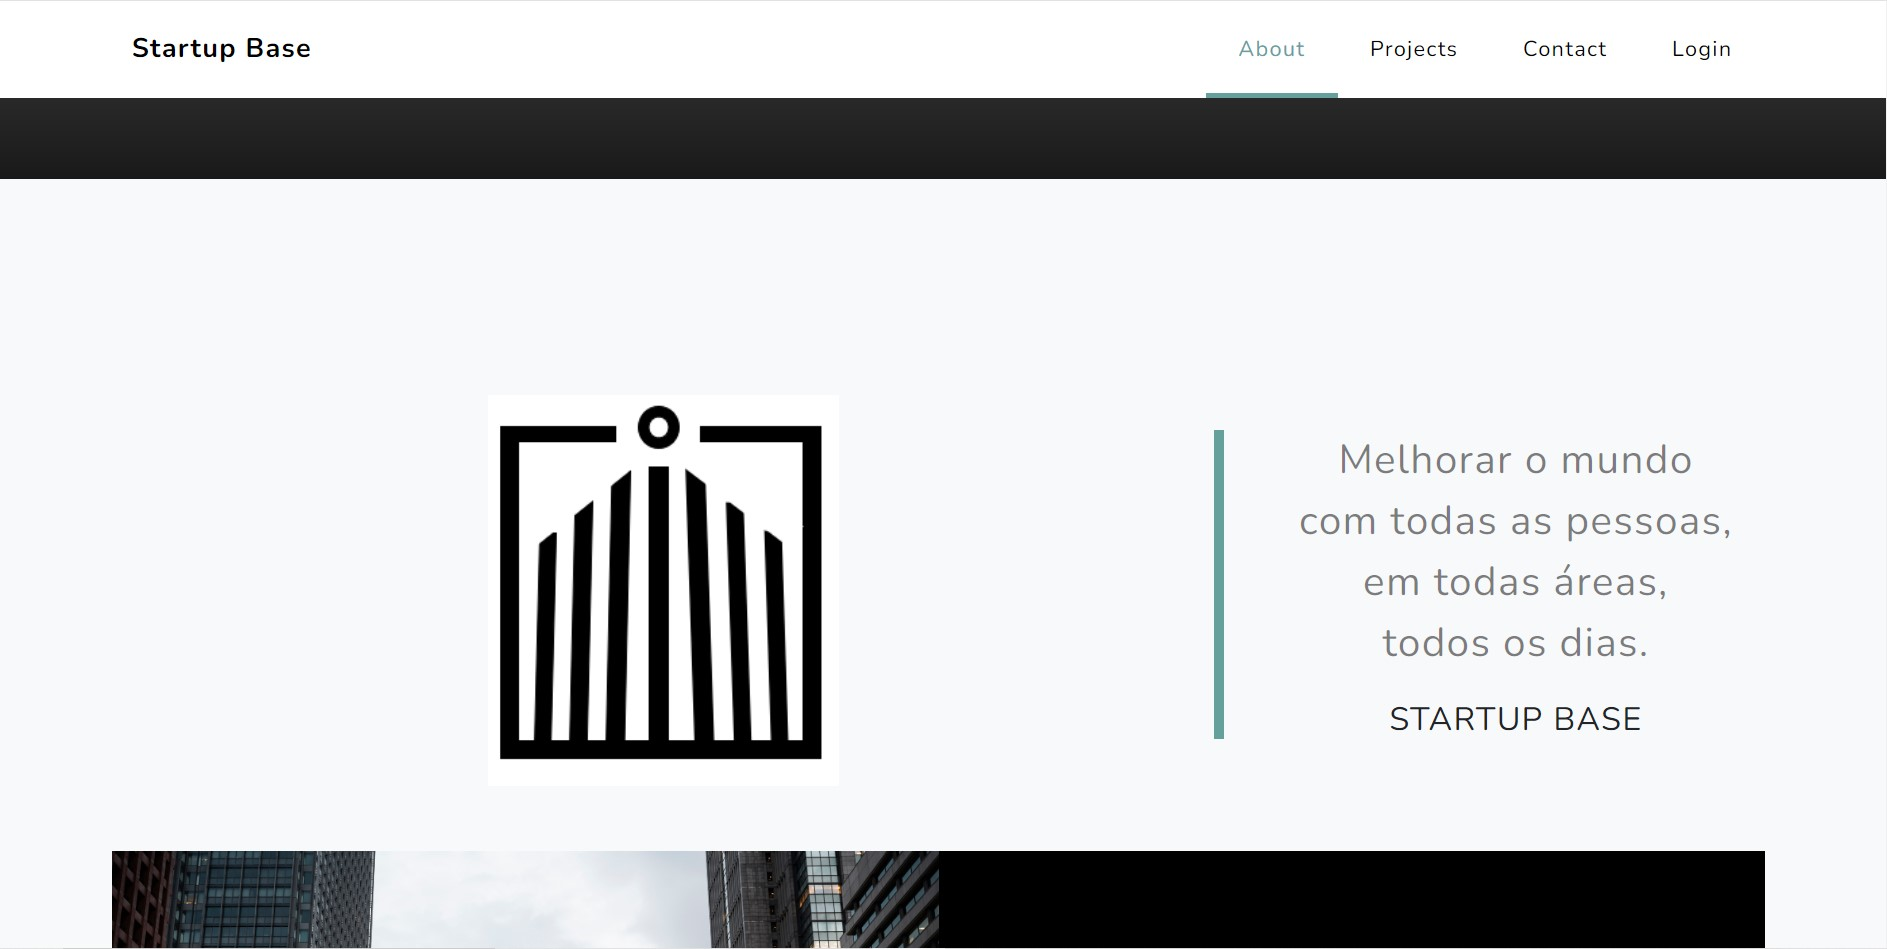 Startup Base
About
Projects
Contact
Login
Melhorar o mundo
com todas as pessoas,
em todas áreas,
todos os dias.
STARTUP BASE